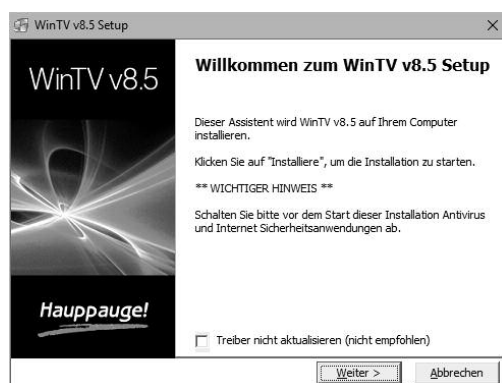 WinTV v8.5 Setup
WinTV v8.5
Willkommen zum WinTV v8.5 Setup
Dieser Assistent wird WinTV v8.5 auf Ihrem Computer
installieren.
Klicken Sie auf "Installiere", um die Installation zu starten.
** WICHTIGER HINWEIS **
Schalten Sie bitte vor dem Start dieser Installation Antivirus
und Internet Sicherheitsanwendungen ab.
Hauppauge!
Treiber nicht aktualisieren (nicht empfohlen)
Weiter >
Abbrechen